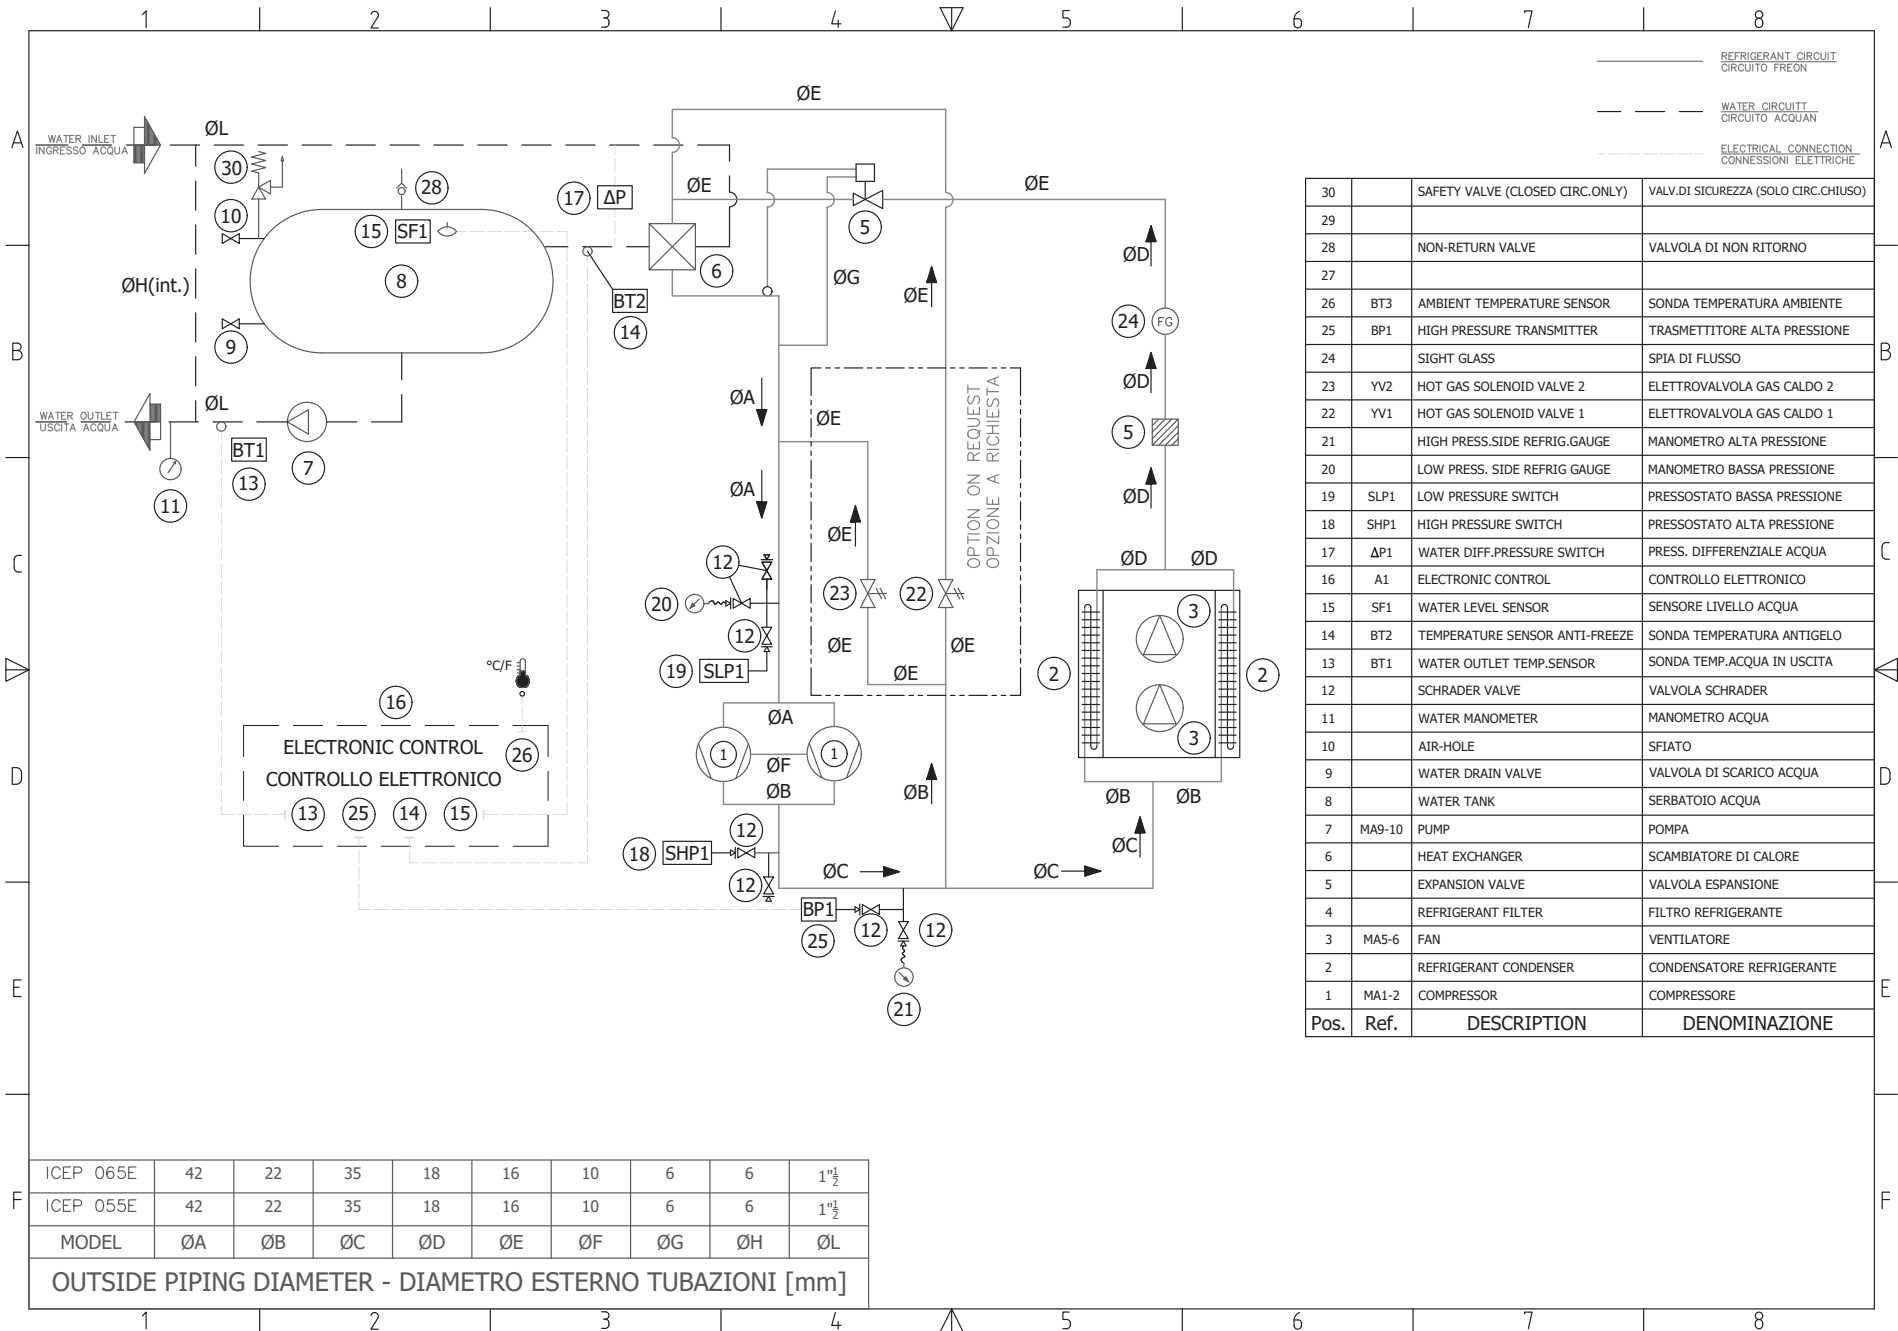 1 2 3 4 5 6 7 8
REFRIGERANT CIRCUIT
CIRCUITO FREON
WATER CIRCUITT
CIRCUITO ACQUAN
ELECTRICAL CONNECTION
CONNESSIONI ELETTRICHE
A A
B B
C C
D D
E E
F F
WATER INLET
INGRESSO ACQUA
ØL
30
10
28
15 SF1
8
ØH(int.)
9
WATER OUTLET
USCITA ACQUA
ØL
BT1
13
7
11
17 ΔP
6
BT2
14
ØE
ØE
ØE
5
ØG
ØE
ØD
24 FG
ØD
5
ØD
ØD ØD
ØA
ØA
ØE
OPTION ON REQUEST
OPZIONE A RICHIESTA
ØE
23
22
ØE
ØE
ØE
12
20
12
19 SLP1
3
2
2
3
ØA
1
1
ØF
ØB
ØB
ØB ØB
ØC
°C/F
16
ELECTRONIC CONTROL
CONTROLLO ELETTRONICO
26
13 25 14 15
12
18 SHP1
12
ØC
ØC
BP1
25
12
12
21
30 SAFETY VALVE (CLOSED CIRC.ONLY) VALV.DI SICUREZZA (SOLO CIRC.CHIUSO)
29
28 NON-RETURN VALVE VALVOLA DI NON RITORNO
27
26 BT3 AMBIENT TEMPERATURE SENSOR SONDA TEMPERATURA AMBIENTE
25 BP1 HIGH PRESSURE TRANSMITTER TRASMETTITORE ALTA PRESSIONE
24 SIGHT GLASS SPIA DI FLUSSO
23 YV2 HOT GAS SOLENOID VALVE 2 ELETTROVALVOLA GAS CALDO 2
22 YV1 HOT GAS SOLENOID VALVE 1 ELETTROVALVOLA GAS CALDO 1
21 HIGH PRESS.SIDE REFRIG.GAUGE MANOMETRO ALTA PRESSIONE
20 LOW PRESS. SIDE REFRIG GAUGE MANOMETRO BASSA PRESSIONE
19 SLP1 LOW PRESSURE SWITCH PRESSOSTATO BASSA PRESSIONE
18 SHP1 HIGH PRESSURE SWITCH PRESSOSTATO ALTA PRESSIONE
17 ΔP1 WATER DIFF.PRESSURE SWITCH PRESS. DIFFERENZIALE ACQUA
16 A1 ELECTRONIC CONTROL CONTROLLO ELETTRONICO
15 SF1 WATER LEVEL SENSOR SENSORE LIVELLO ACQUA
14 BT2 TEMPERATURE SENSOR ANTI-FREEZE SONDA TEMPERATURA ANTIGELO
13 BT1 WATER OUTLET TEMP.SENSOR SONDA TEMP.ACQUA IN USCITA
12 SCHRADER VALVE VALVOLA SCHRADER
11 WATER MANOMETER MANOMETRO ACQUA
10 AIR-HOLE SFIATO
9 WATER DRAIN VALVE VALVOLA DI SCARICO ACQUA
8 WATER TANK SERBATOIO ACQUA
7 MA9-10 PUMP POMPA
6 HEAT EXCHANGER SCAMBIATORE DI CALORE
5 EXPANSION VALVE VALVOLA ESPANSIONE
4 REFRIGERANT FILTER FILTRO REFRIGERANTE
3 MA5-6 FAN VENTILATORE
2 REFRIGERANT CONDENSER CONDENSATORE REFRIGERANTE
1 MA1-2 COMPRESSOR COMPRESSORE
Pos. Ref. DESCRIPTION DENOMINAZIONE
ICEP 065E 42 22 35 18 16 10 6 6 1"½
ICEP 055E 42 22 35 18 16 10 6 6 1"½
MODEL ØA ØB ØC ØD ØE ØF ØG ØH ØL
OUTSIDE PIPING DIAMETER - DIAMETRO ESTERNO TUBAZIONI [mm]
1 2 3 4 5 6 7 8